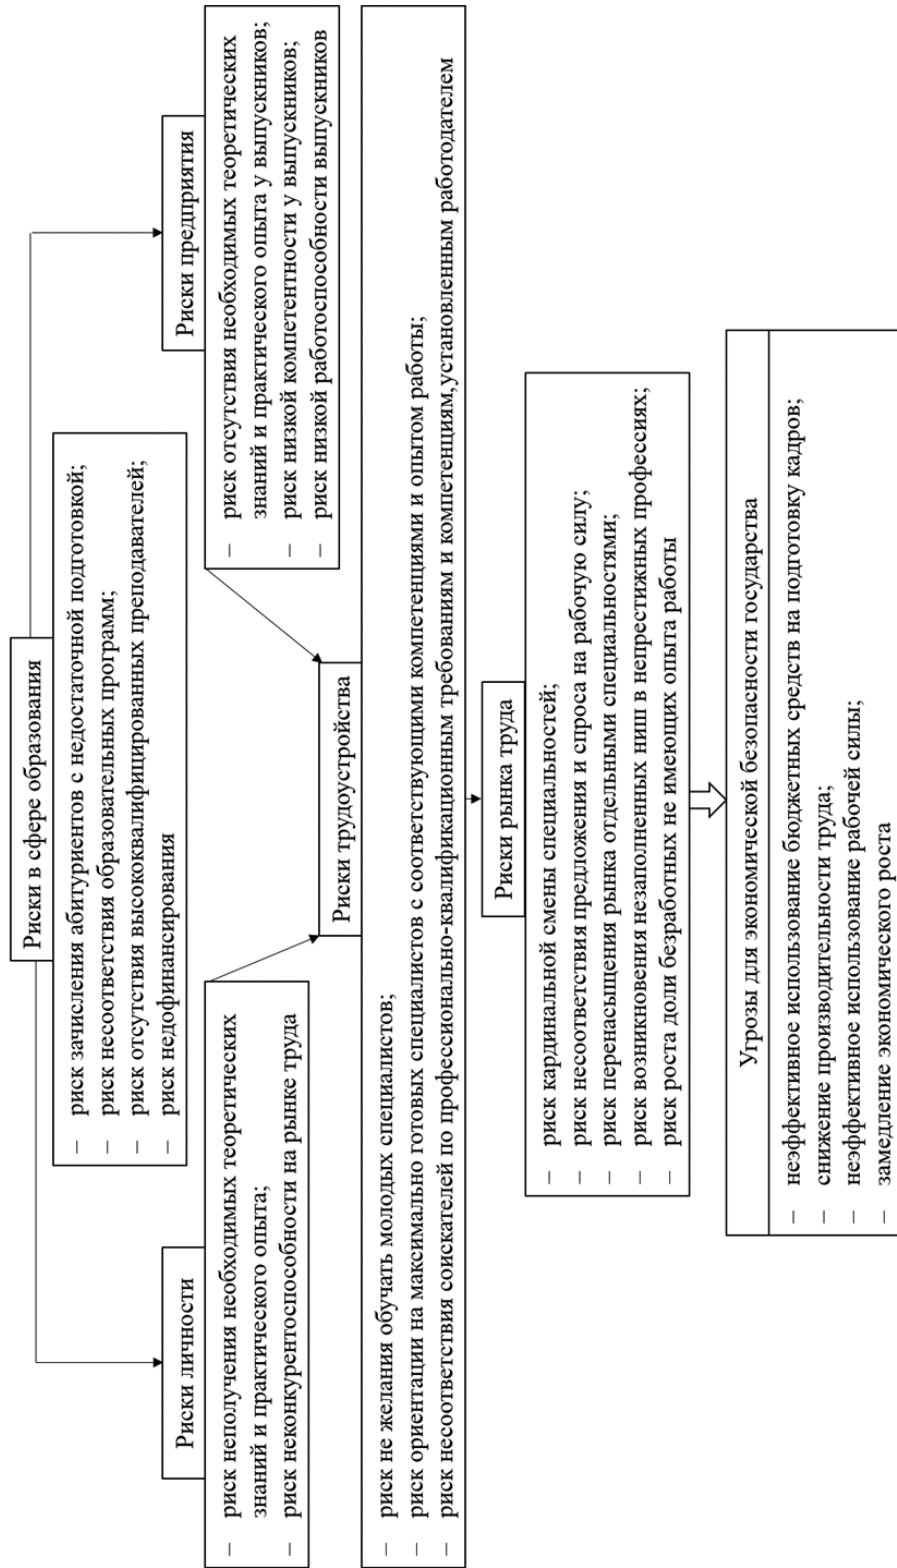 Риски в сфере образования
– риск зачисления абитуриентов с недостаточной подготовкой;
– риск несоответствия образовательных программ;
– риск отсутствия высококвалифицированных преподавателей;
– риск недофинансирования
Риски личности
– риск неполучения необходимых теоретических
знаний и практического опыта;
– риск неконкурентоспособности на рынке труда
Риски предприятия
– риск отсутствия необходимых теоретических
знаний и практического опыта у выпускников;
– риск низкой компетентности у выпускников;
– риск низкой работоспособности выпускников
Риски трудоустройства
– риск не желания обучать молодых специалистов;
– риск ориентации на максимально готовых специалистов с соответствующими компетенциями и опытом работы;
– риск несоответствия соискателей по профессионально-квалификационным требованиям и компетенциям,установленным работодателем
Риски рынка труда
– риск кардинальной смены специальностей;
– риск несоответствия предложения и спроса на рабочую силу;
– риск перенасыщения рынка отдельными специальностями;
– риск возникновения незаполненных ниш в непрестижных профессиях;
– риск роста доли безработных не имеющих опыта работы
Угрозы для экономической безопасности государства
– неэффективное использование бюджетных средств на подготовку кадров;
– снижение производительности труда;
– неэффективное использование рабочей силы;
– замедление экономического роста